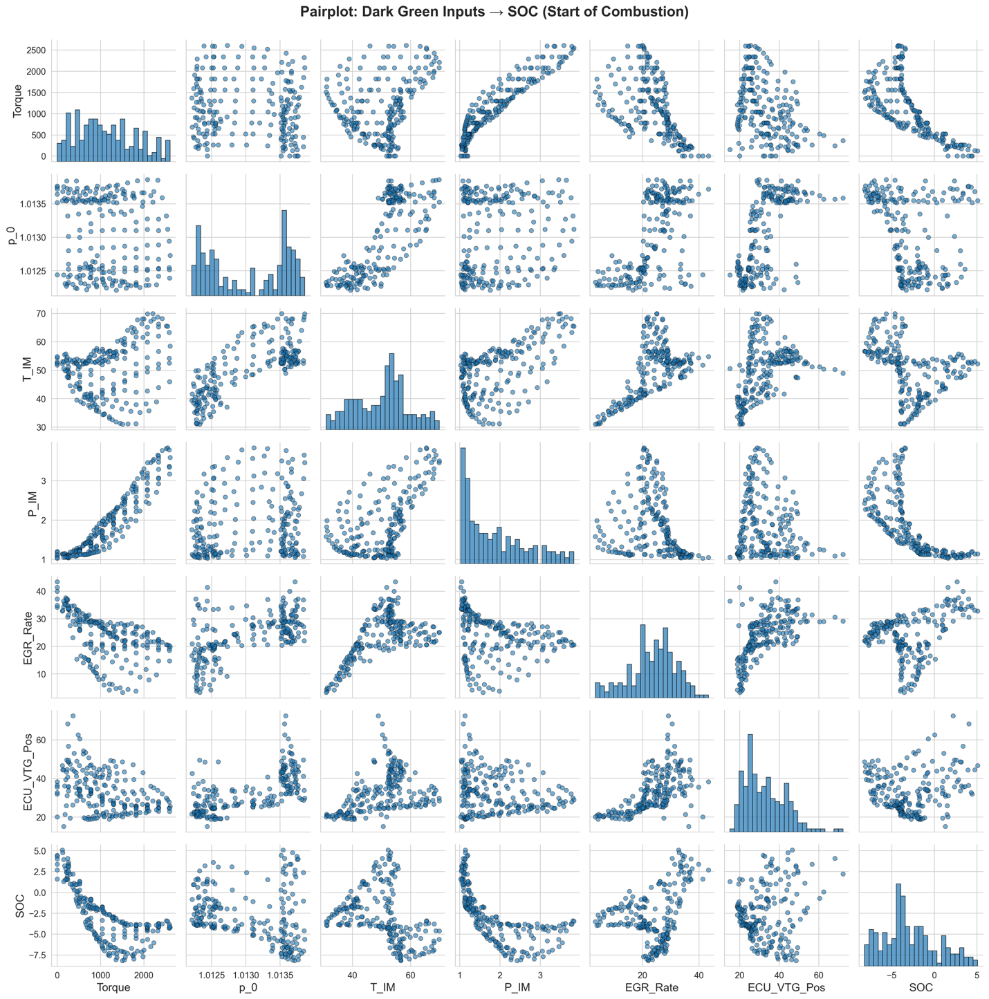 Pairplot: Dark Green Inputs → SOC (Start of Combustion)
Torque
2500
2000
1500
1000
500
0
p_0
1.0135
1.0130
1.0125
T_IM
70
60
50
40
30
P_IM
3
2
1
EGR_Rate
40
30
20
10
ECU_VTG_Pos
60
40
20
SOC
5.0
2.5
0.0
−2.5
−5.0
−7.5
0 1000 2000
1.0125 1.0130 1.0135
40 60
1 2 3
20 40
20 40 60
−5 0 5
Torque
p_0
T_IM
P_IM
EGR_Rate
ECU_VTG_Pos
SOC